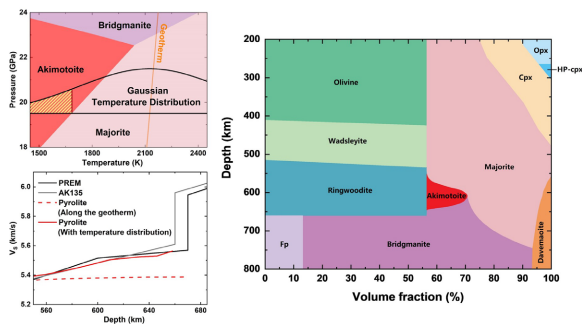 24
22
20
18
Pressure (GPa)
Bridgmanite
Akimotoite
Geotherm
Gaussian
Temperature Distribution
Majorite
1500
1800
2100
2400
Temperature (K)
6.0
5.8
5.6
5.4
5.2
Vs (km/s)
PREM
AK135
Pyrolite
(Along the geotherm)
Pyrolite
(With temperature distribution)
560
600
640
680
Depth (km)
200
300
400
500
600
700
800
Depth (km)
Opx
HP-cpx
Cpx
Olivine
Wadsleyite
Majorite
Ringwoodite
Akimotoite
Davemaoite
Fp
Bridgmanite
0
10
20
30
40
50
60
70
80
90
100
Volume fraction (%)